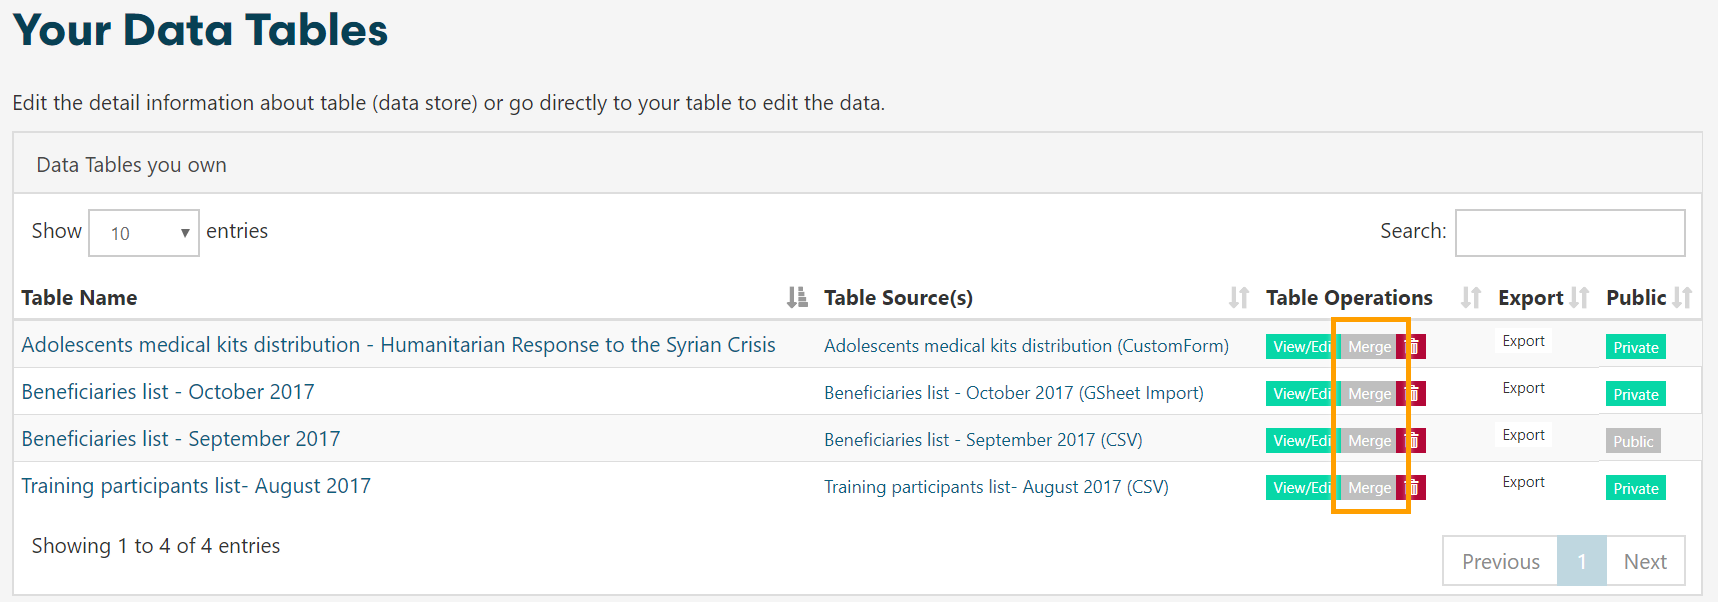 Your Data Tables
Edit the detail information about table (data store) or go directly to your table to edit the data.
Data Tables you own
Show 10 entries Search:
Table Name Table Source(s) Table Operations Export Public
Adolescents medical kits distribution - Humanitarian Response to the Syrian Crisis Adolescents medical kits distribution (CustomForm) View/Edi Merge Export Private
Beneficiaries list - October 2017 Beneficiaries list - October 2017 (GSheet Import) View/Edi Merge Export Private
Beneficiaries list - September 2017 Beneficiaries list - September 2017 (CSV) View/Edi Merge Export Public
Training participants list- August 2017 Training participants list- August 2017 (CSV) View/Edi Merge Export Private
Showing 1 to 4 of 4 entries
Previous 1 Next